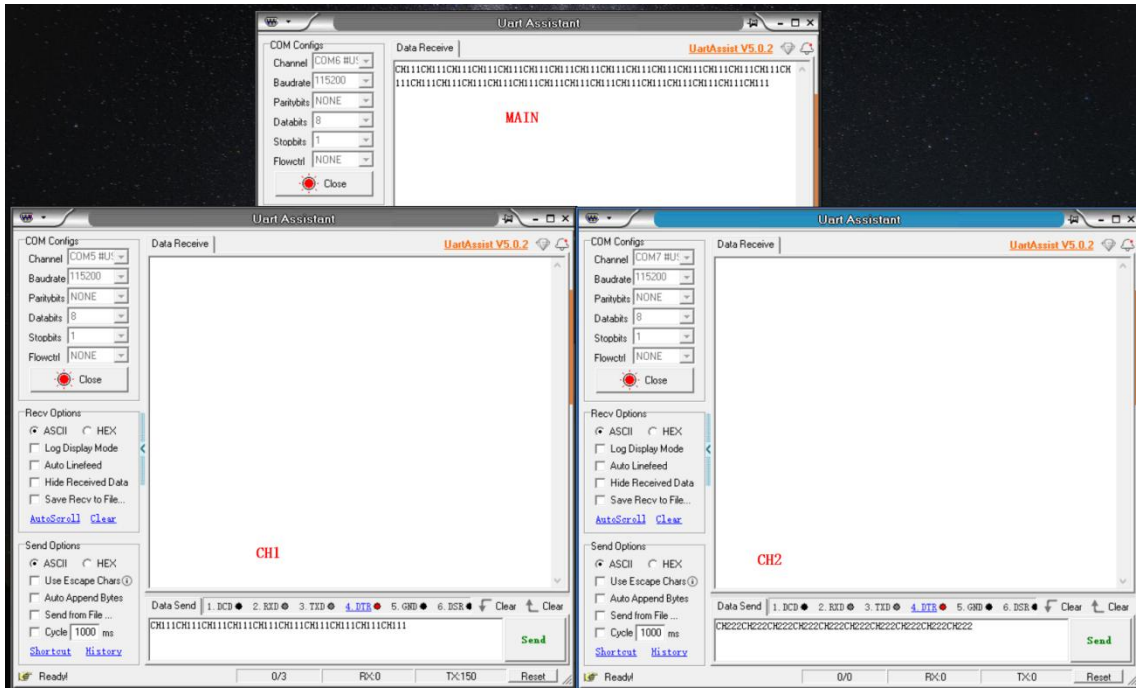 Uart Assistant
COM Configs
Data Receive
UartAssist V5.0.2
Channel COM6 #U
Baudrate 115200
Paritybits NONE
Databits 8
Stopbits 1
Flowctrl NONE
Close
CH111CH111CH111CH111CH111CH111CH111CH111CH111CH111CH111CH111CH111CH111CH111CH
111CH111CH111CH111CH111CH111CH111CH111CH111CH111CH111CH111CH111CH111CH111
MAIN
Uart Assistant
COM Configs
Data Receive
UartAssist V5.0.2
Channel COM5 #U
Baudrate 115200
Paritybits NONE
Databits 8
Stopbits 1
Flowctrl NONE
Close
Recv Options
ASCII HEX
Log Display Mode
Auto Linefeed
Hide Received Data
Save Recv to File...
AutoScroll Clear
Send Options
ASCII HEX
Use Escape Chars
Auto Append Bytes
Send from File ...
Cycle 1000 ms
Shortcut History
CH1
Data Send 1. DCD 2. RXD 3. TXD 4. DTR 5. GND 6. DSR Clear Clear
CH111CH111CH111CH111CH111CH111CH111CH111CH111CH111
Send
Ready! 0/3 RX:0 TX:150 Reset
Uart Assistant
COM Configs
Data Receive
UartAssist V5.0.2
Channel COM7 #U
Baudrate 115200
Paritybits NONE
Databits 8
Stopbits 1
Flowctrl NONE
Close
Recv Options
ASCII HEX
Log Display Mode
Auto Linefeed
Hide Received Data
Save Recv to File...
AutoScroll Clear
Send Options
ASCII HEX
Use Escape Chars
Auto Append Bytes
Send from File ...
Cycle 1000 ms
Shortcut History
CH2
Data Send 1. DCD 2. RXD 3. TXD 4. DTR 5. GND 6. DSR Clear Clear
CH222CH222CH222CH222CH222CH222CH222CH222CH222CH222
Send
Ready! 0/0 RX:0 TX:0 Reset